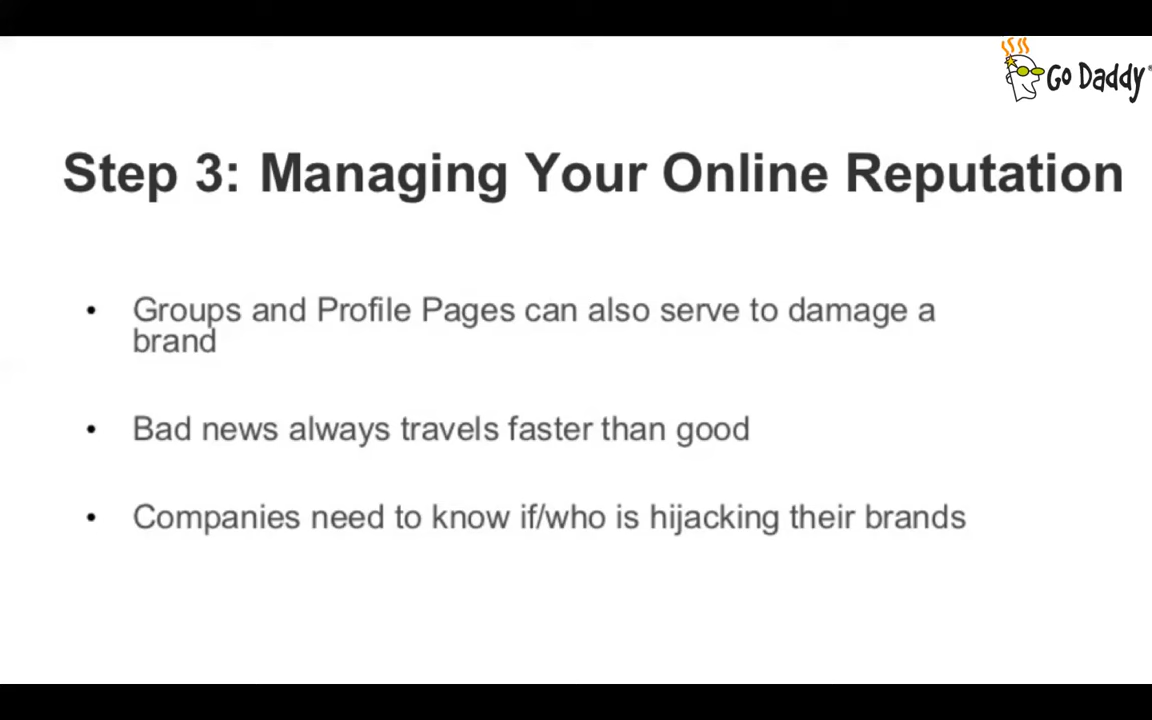 Go Daddy®
Step 3: Managing Your Online Reputation
• Groups and Profile Pages can also serve to damage a
brand
• Bad news always travels faster than good
• Companies need to know if/who is hijacking their brands